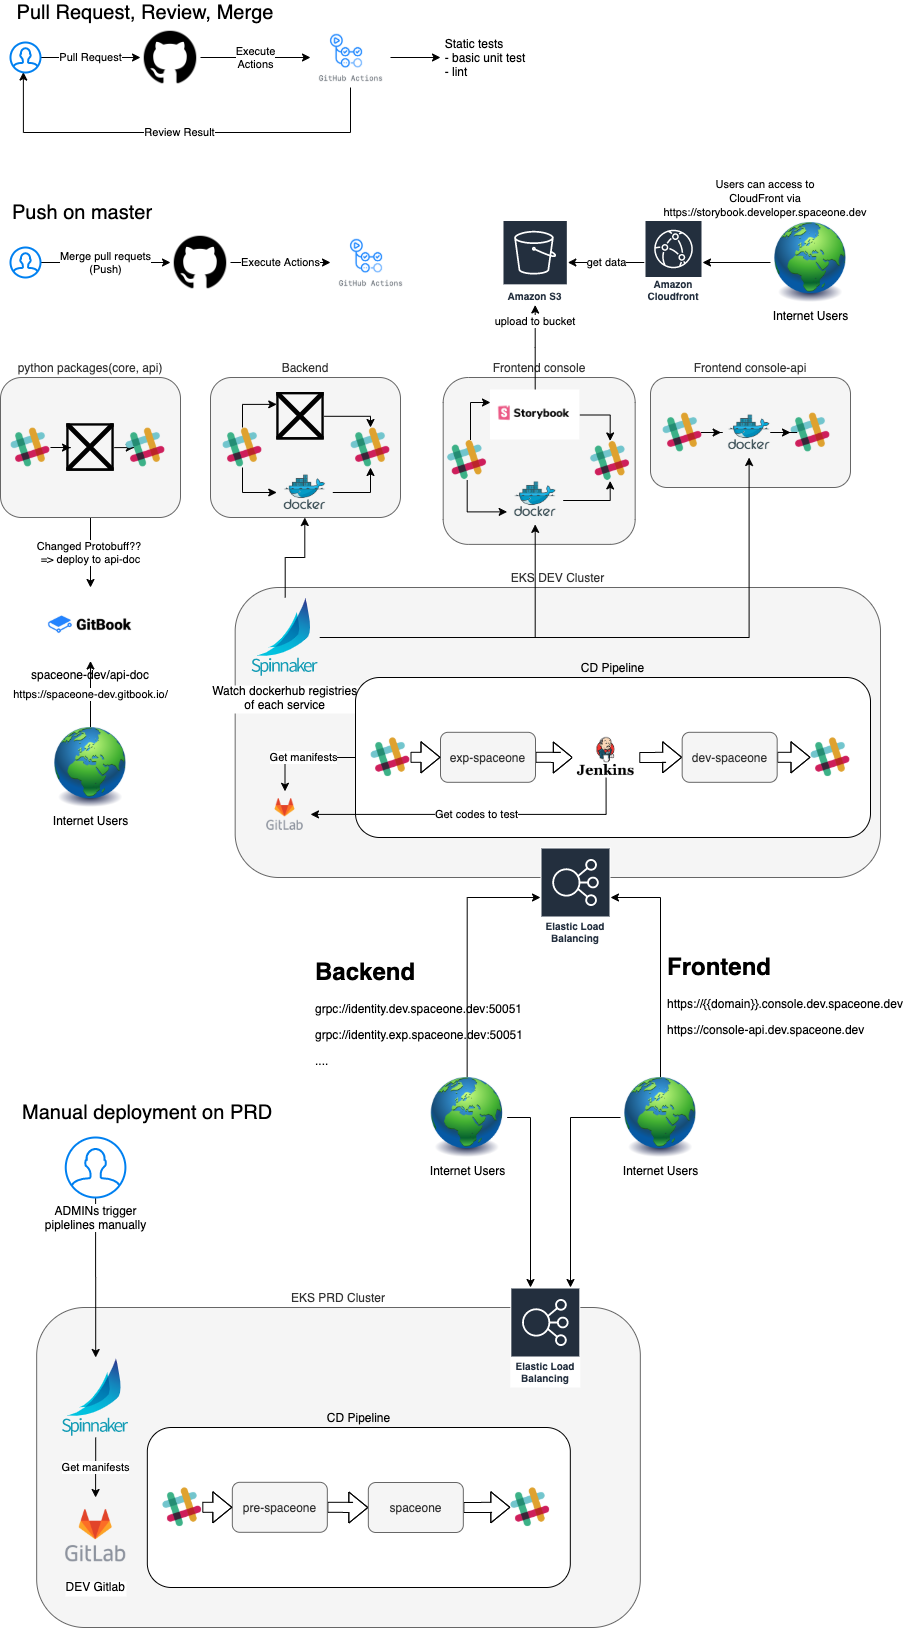 Pull Request, Review, Merge
Pull Request
Execute
Actions
GitHub Actions
Static tests
- basic unit test
- lint
Review Result
Users can access to
CloudFront via
https://storybook.developer.spaceone.dev
Push on master
Merge pull requets
(Push)
Execute Actions
GitHub Actions
get data
Amazon S3
Amazon
Cloudfront
Internet Users
upload to bucket
python packages(core, api)
Backend
Frontend console
Frontend console-api
Storybook
docker
docker
docker
Changed Protobuff??
=> deploy to api-doc
GitBook
spaceone-dev/api-doc
https://spaceone-dev.gitbook.io/
Internet Users
EKS DEV Cluster
Spinnaker
Watch dockerhub registries
of each service
CD Pipeline
Get manifests
exp-spaceone
Jenkins
dev-spaceone
GitLab
Get codes to test
Elastic Load
Balancing
Backend
grpc://identity.dev.spaceone.dev:50051
grpc://identity.exp.spaceone.dev:50051
....
Frontend
https://{{domain}}.console.dev.spaceone.dev
https://console-api.dev.spaceone.dev
Internet Users
Internet Users
Manual deployment on PRD
ADMINs trigger
piplelines manually
EKS PRD Cluster
Elastic Load
Balancing
Spinnaker
Get manifests
GitLab
DEV Gitlab
CD Pipeline
pre-spaceone
spaceone